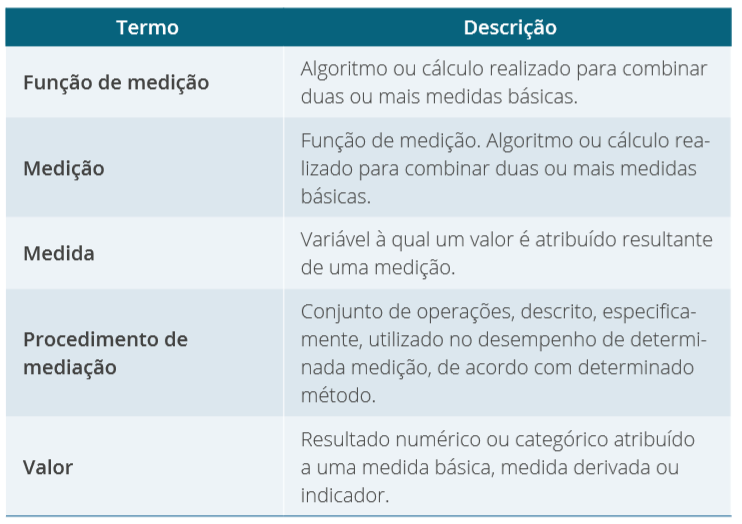 Termo Descrição
Função de medição
Algoritmo ou cálculo realizado para combinar
duas ou mais medidas básicas.
Medição
Função de medição. Algoritmo ou cálculo rea-
lizado para combinar duas ou mais medidas
básicas.
Medida
Variável à qual um valor é atribuído resultante
de uma medição.
Procedimento de
mediação
Conjunto de operações, descrito, especifica-
mente, utilizado no desempenho de determi-
nada medição, de acordo com determinado
método.
Valor
Resultado numérico ou categórico atribuído
a uma medida básica, medida derivada ou
indicador.